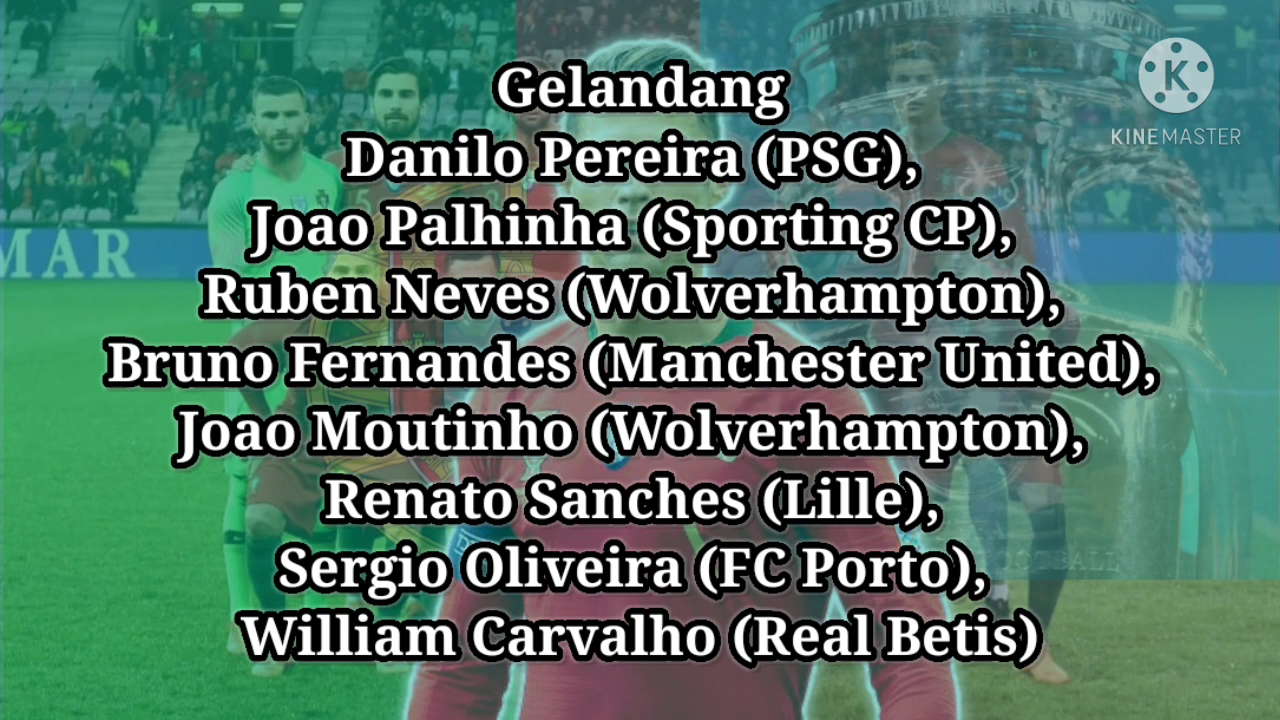 Gelandang
Danilo Pereira (PSG),
Joao Palhinha (Sporting CP),
Ruben Neves (Wolverhampton),
Bruno Fernandes (Manchester United),
Joao Moutinho (Wolverhampton),
Renato Sanches (Lille),
Sergio Oliveira (FC Porto),
William Carvalho (Real Betis)
K
KINEMASTER
MAR